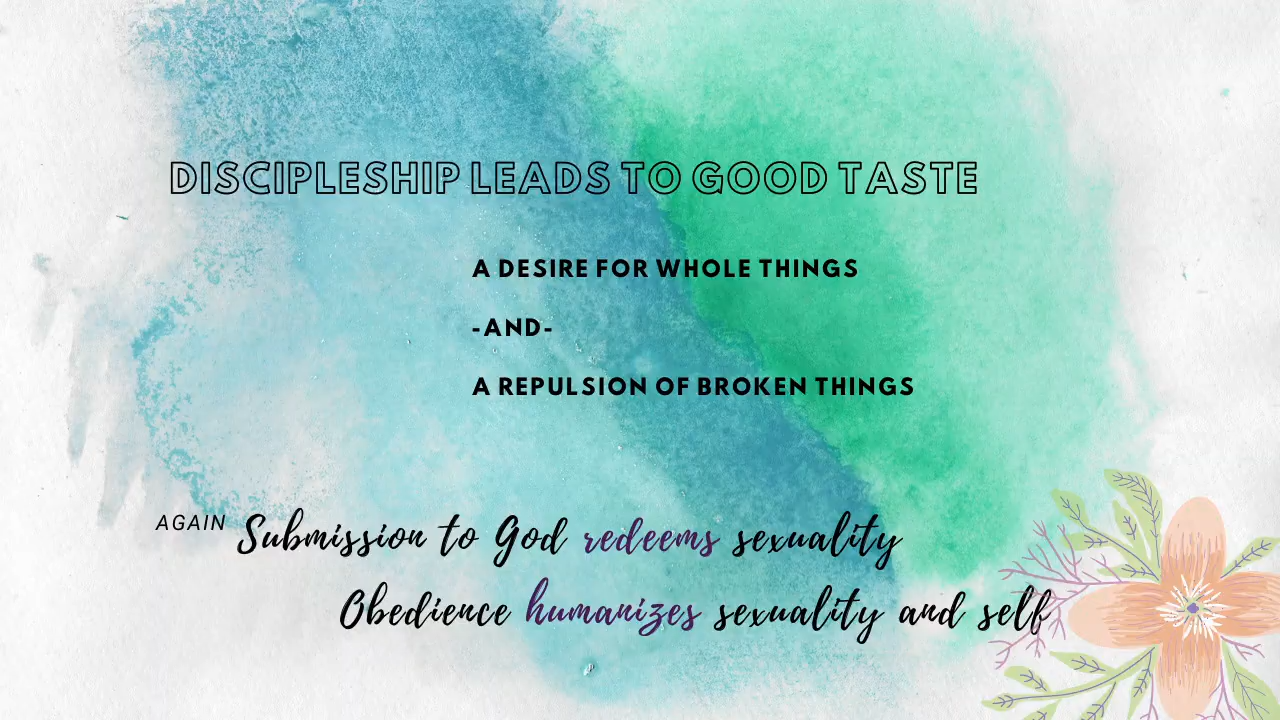 DISCIPLESHIP LEADS TO GOOD TASTE
A DESIRE FOR WHOLE THINGS
-AND-
A REPULSION OF BROKEN THINGS
AGAIN Submission to God redeems sexuality
Obedience humanizes sexuality and self